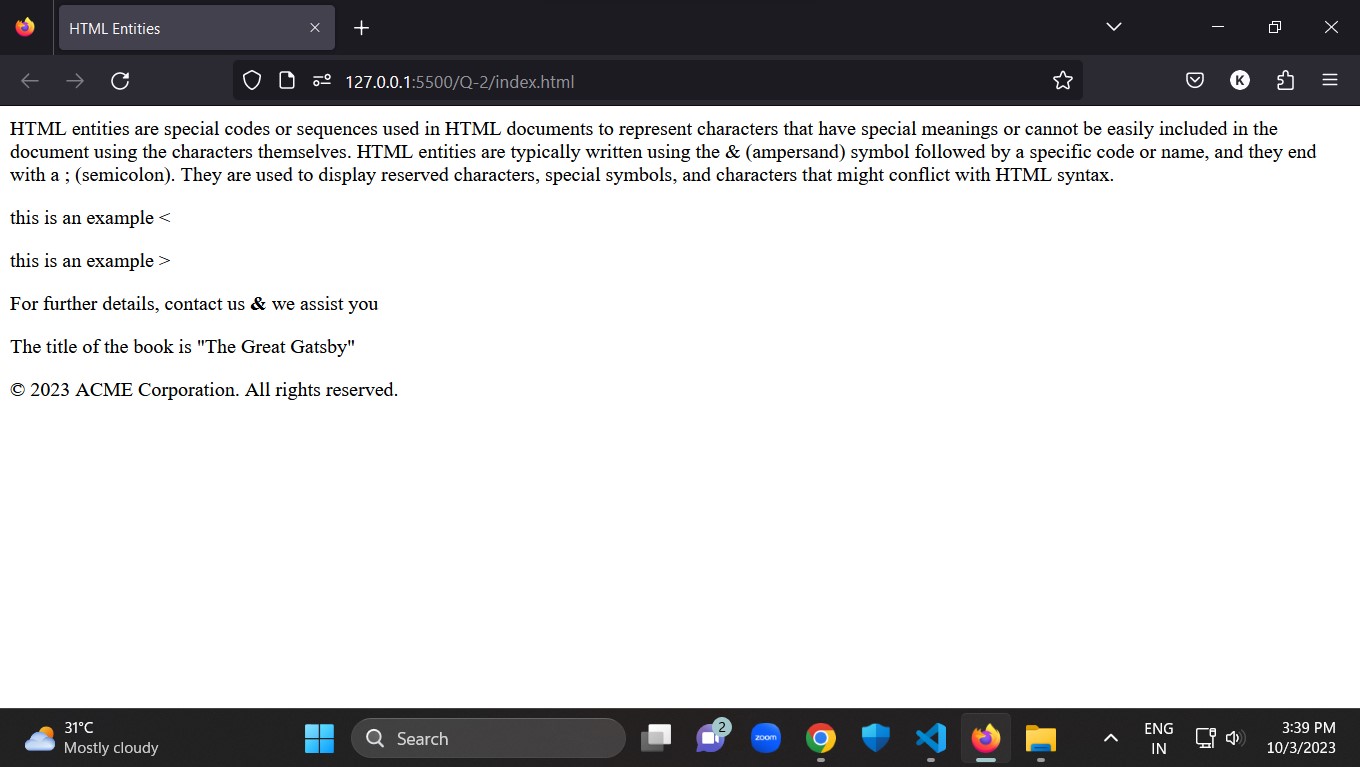 HTML Entities
127.0.0.1:5500/Q-2/index.html
K
HTML entities are special codes or sequences used in HTML documents to represent characters that have special meanings or cannot be easily included in the
document using the characters themselves. HTML entities are typically written using the & (ampersand) symbol followed by a specific code or name, and they end
with a ; (semicolon). They are used to display reserved characters, special symbols, and characters that might conflict with HTML syntax.
this is an example <
this is an example >
For further details, contact us & we assist you
The title of the book is "The Great Gatsby"
© 2023 ACME Corporation. All rights reserved.
31°C
Mostly cloudy
Search
2
zoom
ENG
IN
3:39 PM
10/3/2023